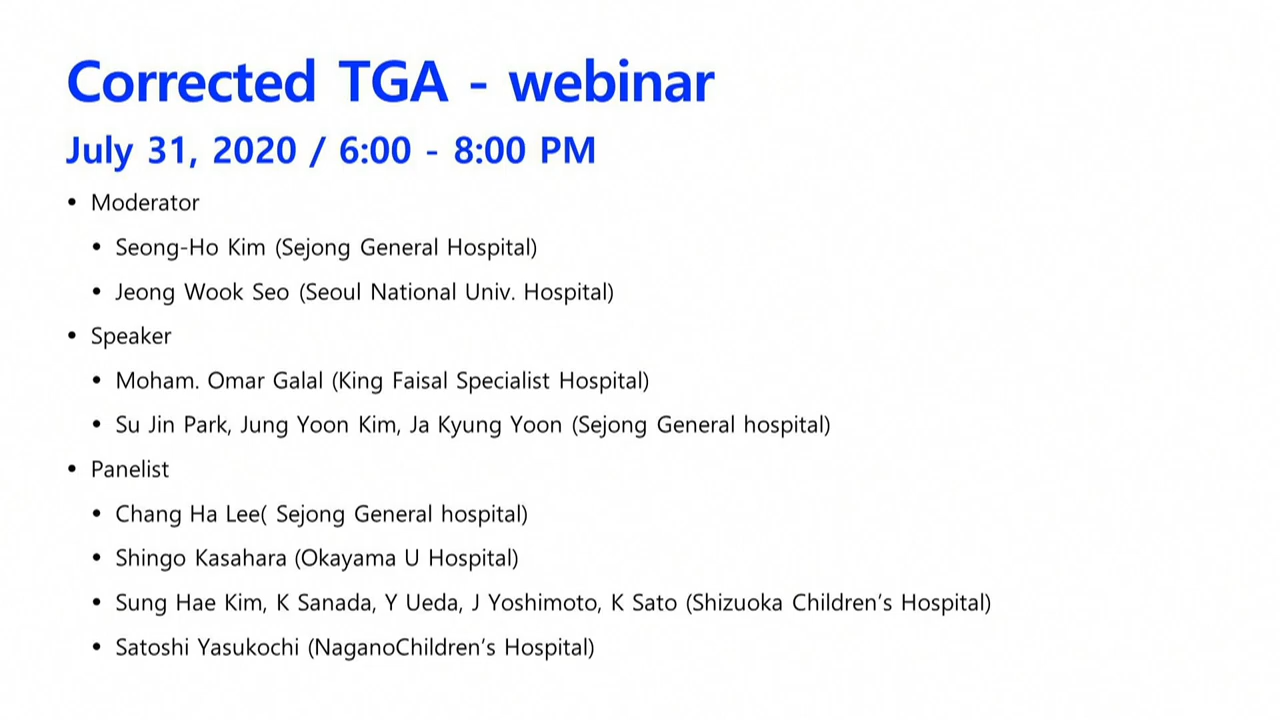 Corrected TGA - webinar
July 31, 2020 / 6:00 - 8:00 PM
• Moderator
• Seong-Ho Kim (Sejong General Hospital)
• Jeong Wook Seo (Seoul National Univ. Hospital)
• Speaker
• Moham. Omar Galal (King Faisal Specialist Hospital)
• Su Jin Park, Jung Yoon Kim, Ja Kyung Yoon (Sejong General hospital)
• Panelist
• Chang Ha Lee( Sejong General hospital)
• Shingo Kasahara (Okayama U Hospital)
• Sung Hae Kim, K Sanada, Y Ueda, J Yoshimoto, K Sato (Shizuoka Children’s Hospital)
• Satoshi Yasukochi (NaganoChildren’s Hospital)